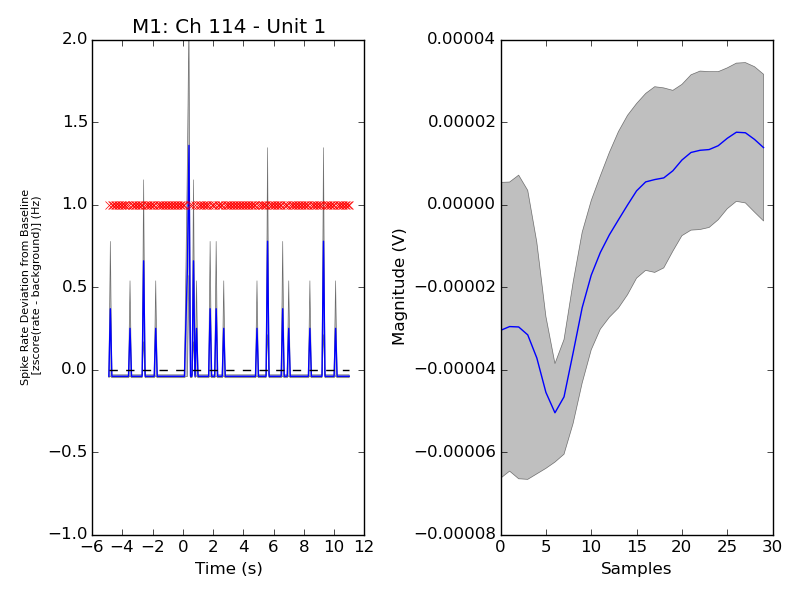 M1: Ch 114 - Unit 1
2.0
1.5
1.0
0.5
0.0
−0.5
−1.0
−6 −4 −2 0 2 4 6 8 10 12
Time (s)
Spike Rate Deviation from Baseline
[zscore(rate - background)] (Hz)
0.00004
0.00002
0.00000
−0.00002
−0.00004
−0.00006
−0.00008
0 5 10 15 20 25 30
Samples
Magnitude (V)